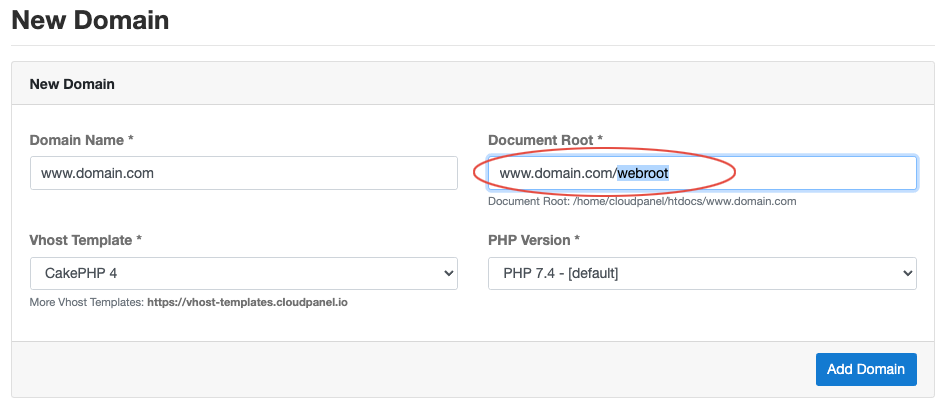 New Domain
New Domain
Domain Name *
Document Root *
www.domain.com
www.domain.com/webroot
Document Root: /home/cloudpanel/htdocs/www.domain.com
Vhost Template *
PHP Version *
CakePHP 4
PHP 7.4 - [default]
More Vhost Templates: https://vhost-templates.cloudpanel.io
Add Domain